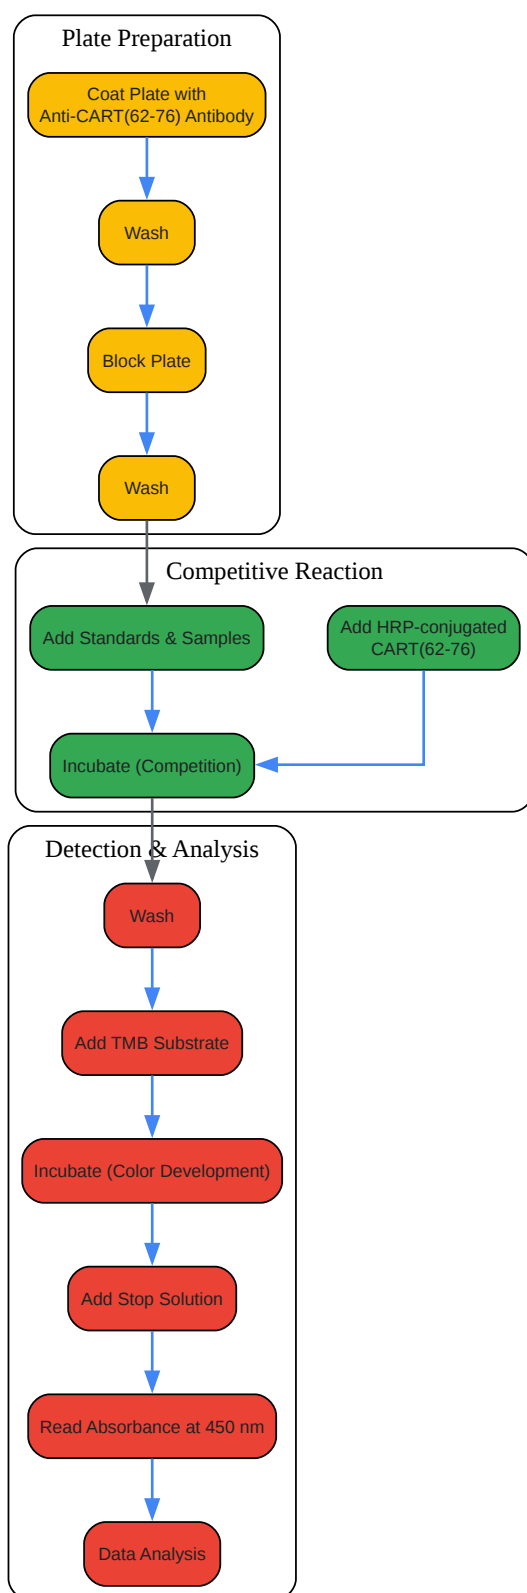 Plate Preparation
Coat Plate with
Anti-CART(62-76) Antibody
Wash
Block Plate
Wash
Competitive Reaction
Add Standards & Samples
Add HRP-conjugated
CART(62-76)
Incubate (Competition)
Detection & Analysis
Wash
Add TMB Substrate
Incubate (Color Development)
Add Stop Solution
Read Absorbance at 450 nm
Data Analysis